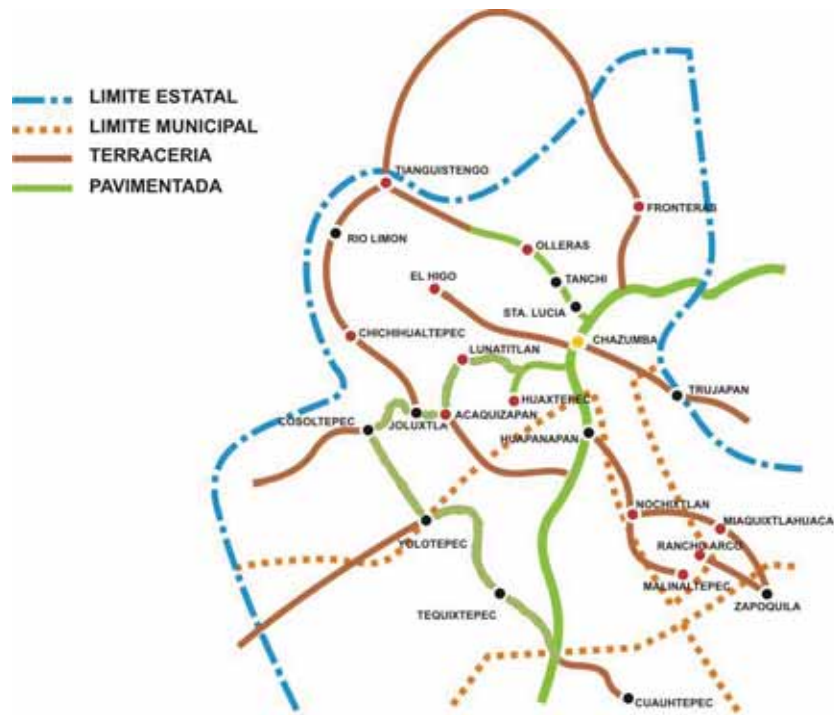 LIMITE ESTATAL
LIMITE MUNICIPAL
TERRACERIA
PAVIMENTADA
TIANGUISTENGO
FRONTERAS
RIO LIMON
OLLERAS
EL HIGO
TANCHI
STA. LUCIA
CHICHIHUALTEPEC
LUNATITLAN
CHAZUMBA
HUAXTEPEC
TRUJAPAN
COSOLTEPEC
JOLUXTLA
ACAQUIZAPAN
HUAPANAPAN
NOCHIXTLAN
MIAQUIXTLAHUACA
YOLOTEPEC
RANCHO ARCO
MALINALTEPEC
ZAPOQUILA
TEQUIXTEPEC
CUAUHTEPEC